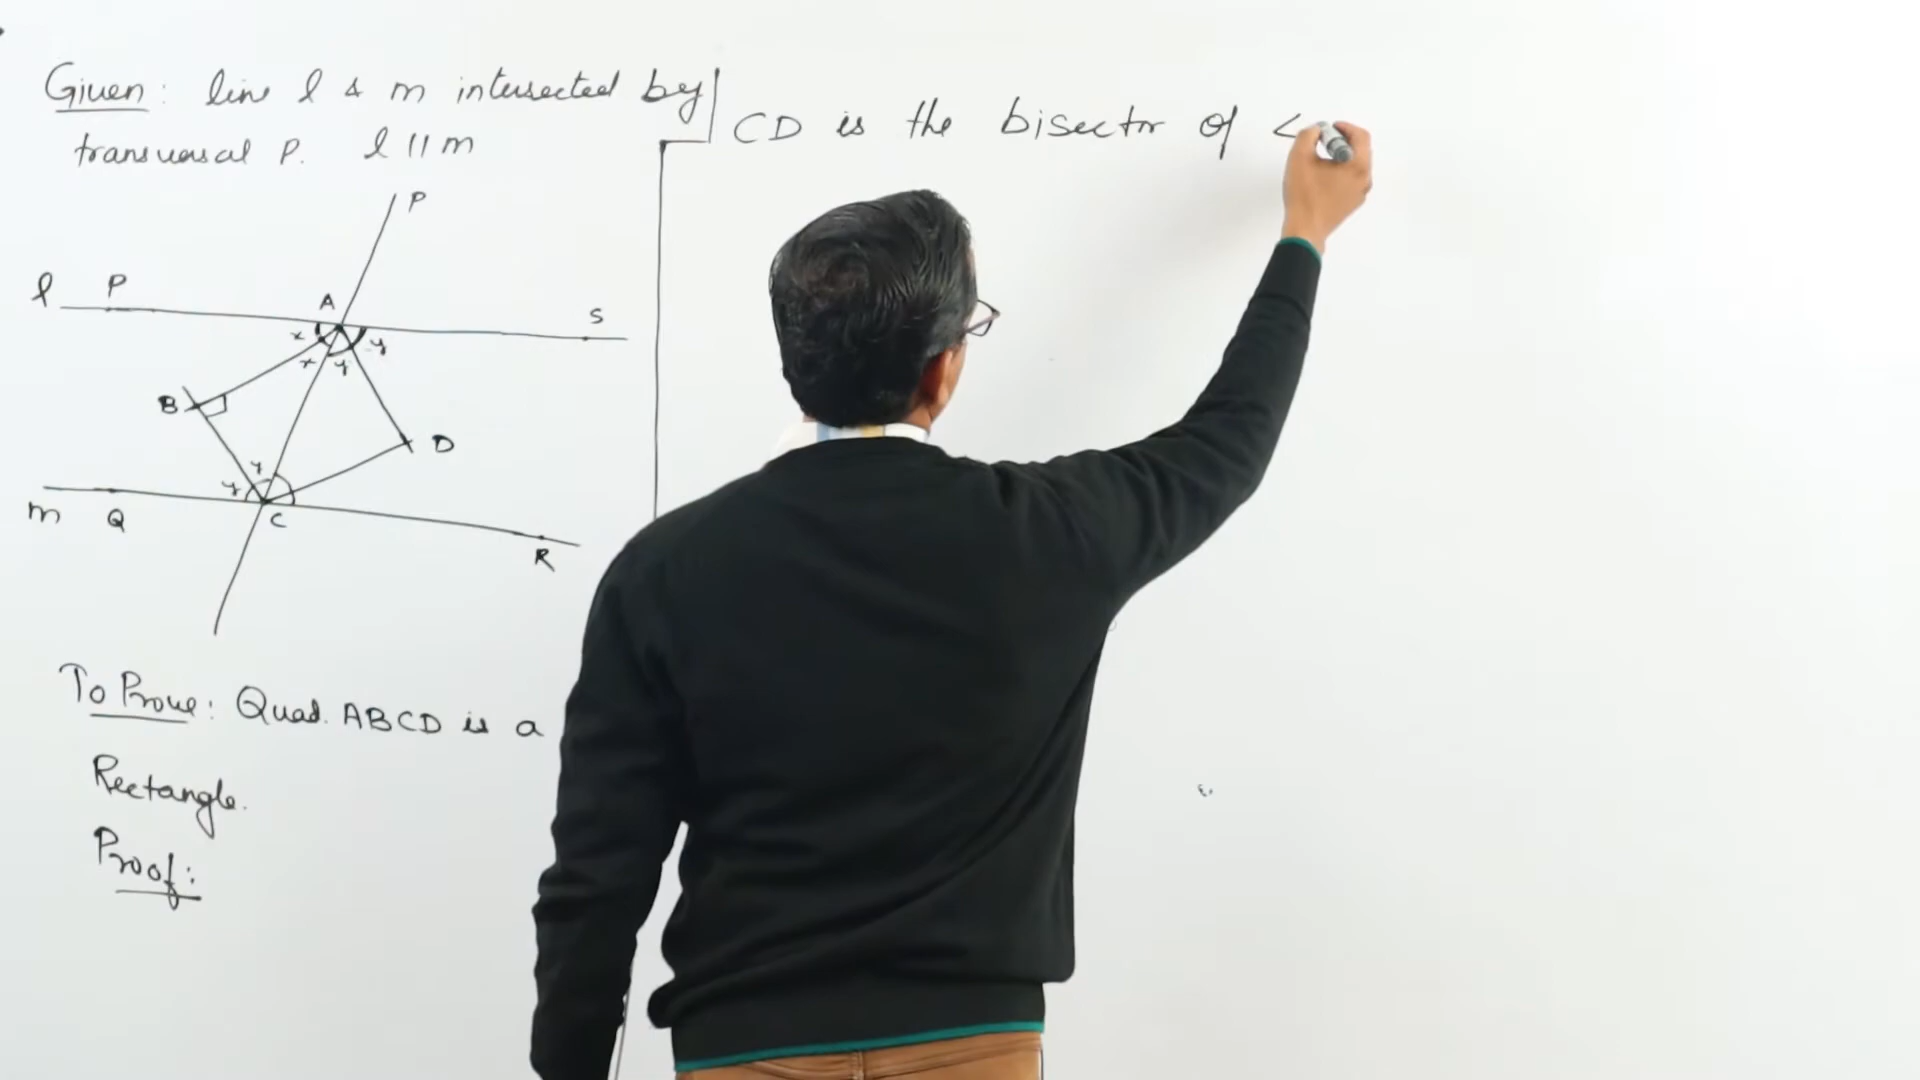 Given: line l & m intersected by
transversal P. l || m
P
l P A S
x y
x y
B
D
y
y
m Q C R
To Prove: Quad. ABCD is a
Rectangle.
Proof:
CD is the bisector of ∠